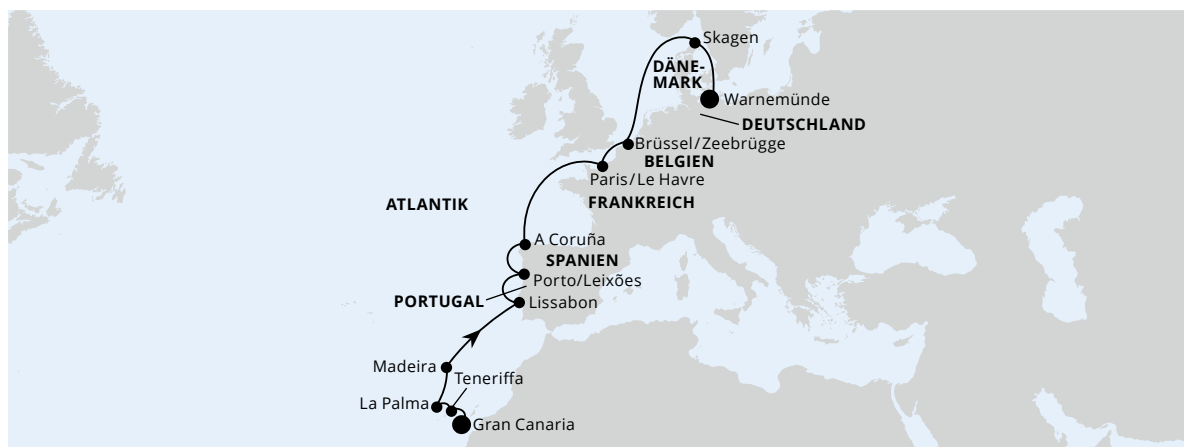 Skagen
DÄNE-
MARK
Warnemünde
DEUTSCHLAND
Brüssel/Zeebrügge
BELGIEN
Paris/Le Havre
FRANKREICH
ATLANTIK
A Coruña
SPANIEN
Porto/Leixões
PORTUGAL
Lissabon
Madeira
Teneriffa
La Palma
Gran Canaria